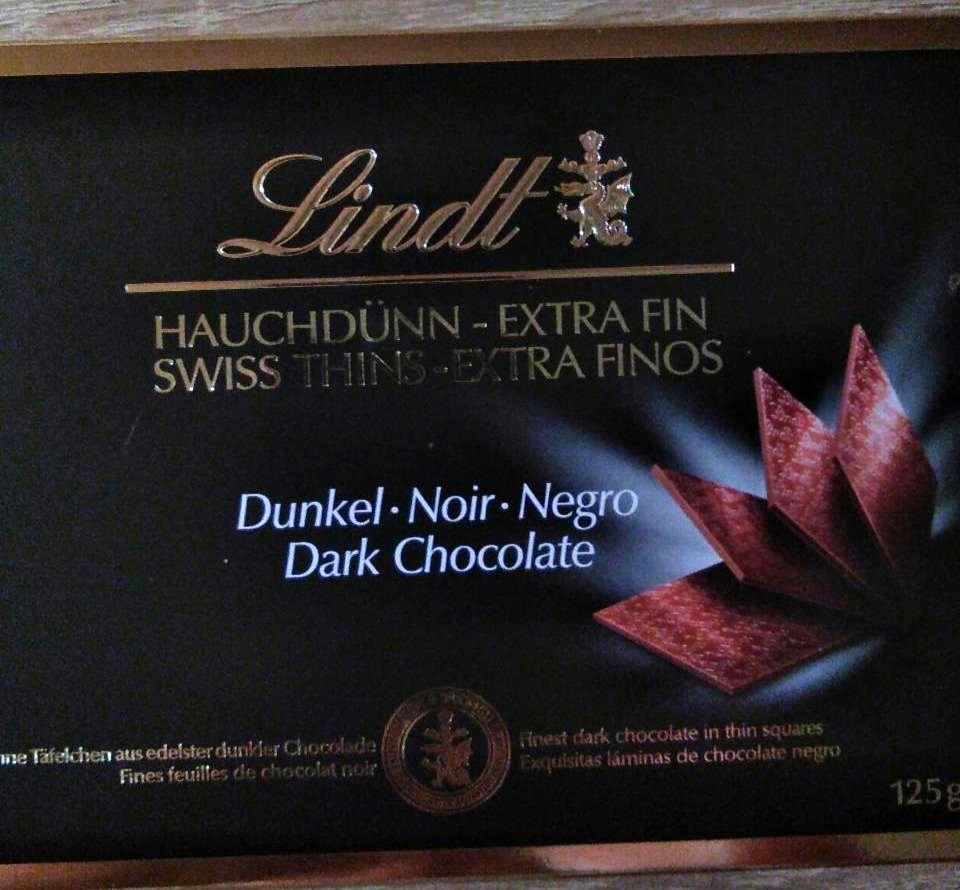 Lindt
HAUCHDÜNN - EXTRA FIN
SWISS THINS - EXTRA FINOS
Dunkel · Noir · Negro
Dark Chocolate
Täfelchen aus edelster dunkler Chocolade
Fines feuilles de chocolat noir
Finest dark chocolate in thin squares
Exquisitas láminas de chocolate negro
125g